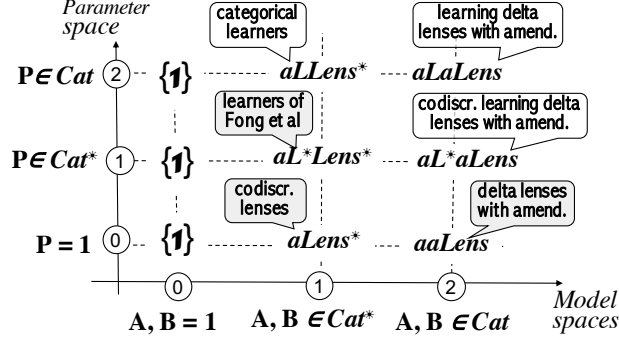 Parameter
space
categorical
learners
learning delta
lenses with amend.
P ∈ Cat
2
{1}
aLLens*
aLaLens
learners of
Fong et al
codiscr. learning delta
lenses with amend.
P ∈ Cat*
1
{1}
aL*Lens*
aL*aLens
codiscr.
lenses
delta lenses
with amend.
P = 1
0
{1}
aLens*
aaLens
0
1
2
A, B = 1
A, B ∈ Cat*
A, B ∈ Cat
Model
spaces